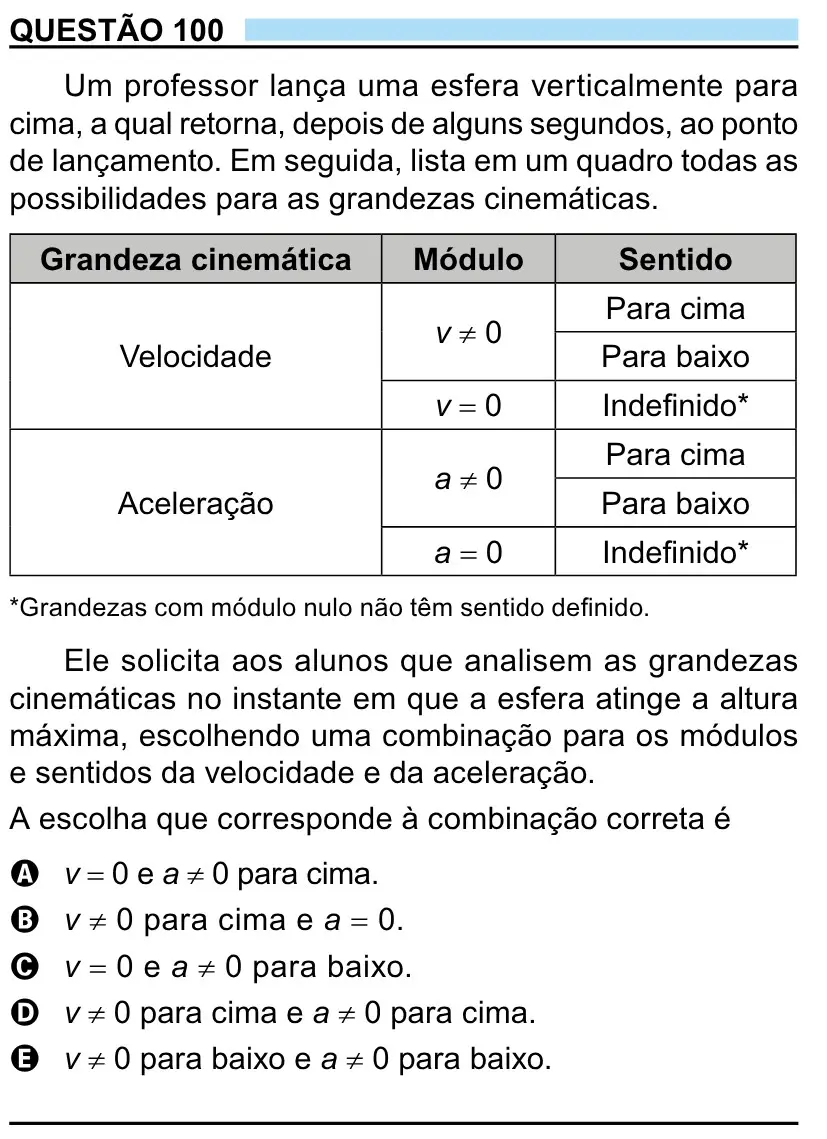 QUESTÃO 100
Um professor lança uma esfera verticalmente para
cima, a qual retorna, depois de alguns segundos, ao ponto
de lançamento. Em seguida, lista em um quadro todas as
possibilidades para as grandezas cinemáticas.
Grandeza cinemática Módulo Sentido
Velocidade v ≠ 0 Para cima
Para baixo
v = 0 Indefinido*
Aceleração a ≠ 0 Para cima
Para baixo
a = 0 Indefinido*
*Grandezas com módulo nulo não têm sentido definido.
Ele solicita aos alunos que analisem as grandezas
cinemáticas no instante em que a esfera atinge a altura
máxima, escolhendo uma combinação para os módulos
e sentidos da velocidade e da aceleração.
A escolha que corresponde à combinação correta é
A v = 0 e a ≠ 0 para cima.
B v ≠ 0 para cima e a = 0.
C v = 0 e a ≠ 0 para baixo.
D v ≠ 0 para cima e a ≠ 0 para cima.
E v ≠ 0 para baixo e a ≠ 0 para baixo.